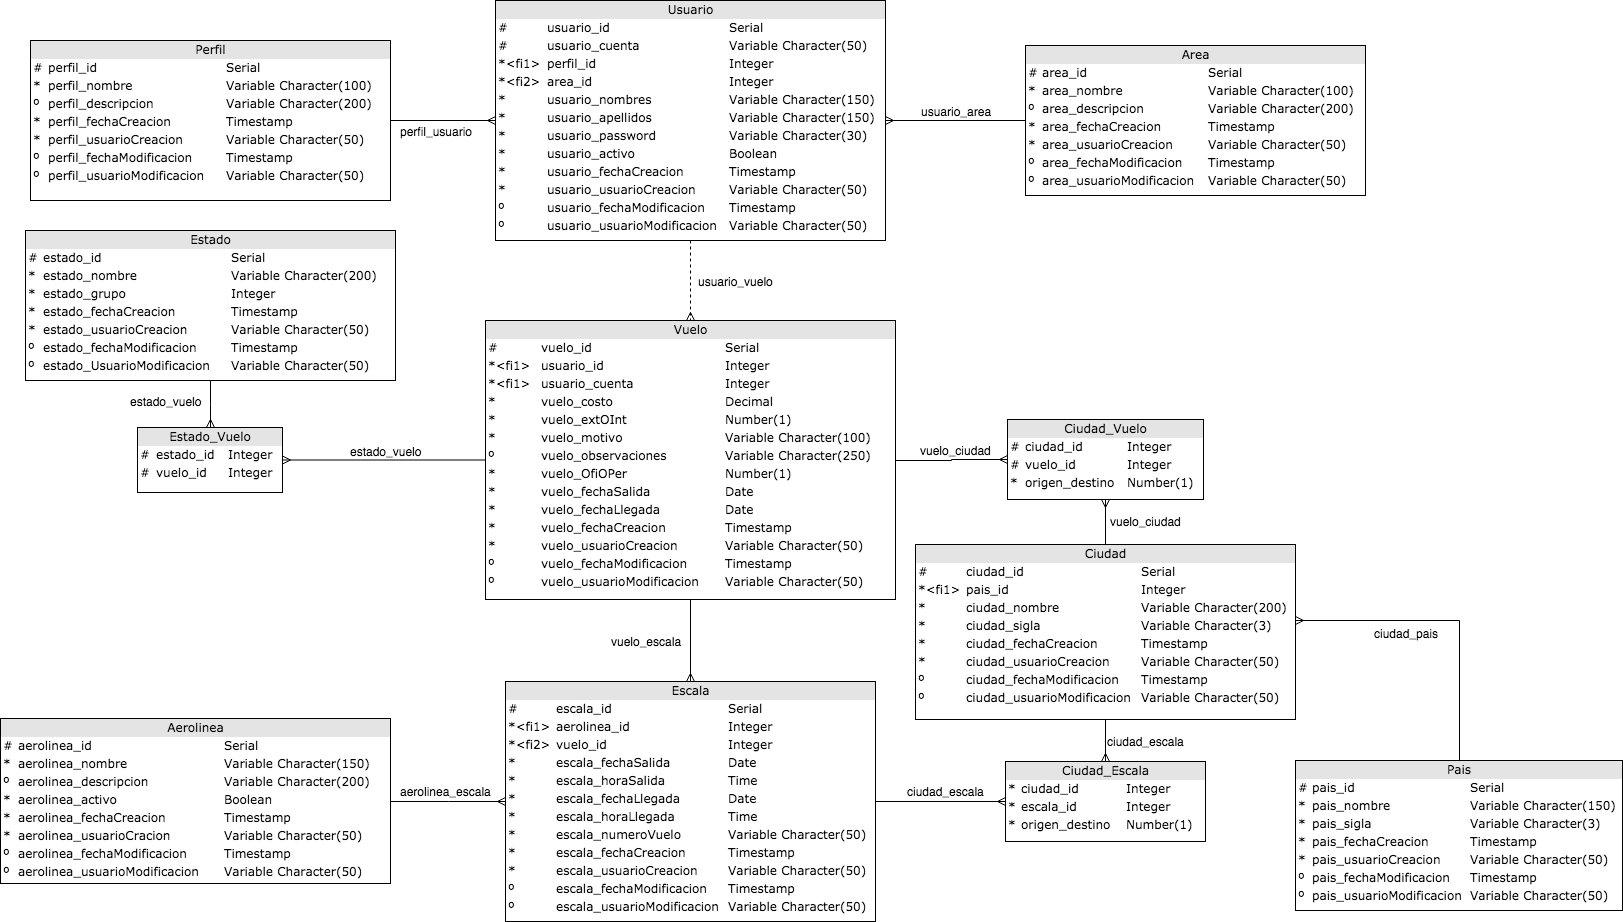 Usuario
# usuario_id Serial
# usuario_cuenta Variable Character(50)
*<fi1> perfil_id Integer
*<fi2> area_id Integer
* usuario_nombres Variable Character(150)
* usuario_apellidos Variable Character(150)
* usuario_password Variable Character(30)
* usuario_activo Boolean
* usuario_fechaCreacion Timestamp
* usuario_usuarioCreacion Variable Character(50)
o usuario_fechaModificacion Timestamp
o usuario_usuarioModificacion Variable Character(50)
Perfil
# perfil_id Serial
* perfil_nombre Variable Character(100)
o perfil_descripcion Variable Character(200)
* perfil_fechaCreacion Timestamp
* perfil_usuarioCreacion Variable Character(50)
o perfil_fechaModificacion Timestamp
o perfil_usuarioModificacion Variable Character(50)
perfil_usuario
usuario_area
Area
# area_id Serial
* area_nombre Variable Character(100)
o area_descripcion Variable Character(200)
* area_fechaCreacion Timestamp
* area_usuarioCreacion Variable Character(50)
o area_fechaModificacion Timestamp
o area_usuarioModificacion Variable Character(50)
Estado
# estado_id Serial
* estado_nombre Variable Character(200)
* estado_grupo Integer
* estado_fechaCreacion Timestamp
* estado_usuarioCreacion Variable Character(50)
o estado_fechaModificacion Timestamp
o estado_UsuarioModificacion Variable Character(50)
usuario_vuelo
estado_vuelo
Estado_Vuelo
# estado_id Integer
# vuelo_id Integer
estado_vuelo
Vuelo
# vuelo_id Serial
*<fi1> usuario_id Integer
*<fi1> usuario_cuenta Integer
* vuelo_costo Decimal
* vuelo_extOInt Number(1)
* vuelo_motivo Variable Character(100)
o vuelo_observaciones Variable Character(250)
* vuelo_OfiOPer Number(1)
* vuelo_fechaSalida Date
* vuelo_fechaLlegada Date
* vuelo_fechaCreacion Timestamp
* vuelo_usuarioCreacion Variable Character(50)
o vuelo_fechaModificacion Timestamp
o vuelo_usuarioModificacion Variable Character(50)
vuelo_ciudad
Ciudad_Vuelo
# ciudad_id Integer
# vuelo_id Integer
* origen_destino Number(1)
vuelo_ciudad
Ciudad
# ciudad_id Serial
*<fi1> pais_id Integer
* ciudad_nombre Variable Character(200)
* ciudad_sigla Variable Character(3)
* ciudad_fechaCreacion Timestamp
* ciudad_usuarioCreacion Variable Character(50)
o ciudad_fechaModificacion Timestamp
o ciudad_usuarioModificacion Variable Character(50)
ciudad_pais
vuelo_escala
Aerolinea
# aerolinea_id Serial
* aerolinea_nombre Variable Character(150)
o aerolinea_descripcion Variable Character(200)
* aerolinea_activo Boolean
* aerolinea_fechaCreacion Timestamp
* aerolinea_usuarioCracion Variable Character(50)
o aerolinea_fechaModificacion Timestamp
o aerolinea_usuarioModificacion Variable Character(50)
aerolinea_escala
Escala
# escala_id Serial
*<fi1> aerolinea_id Integer
*<fi2> vuelo_id Integer
* escala_fechaSalida Date
* escala_horaSalida Time
* escala_fechaLlegada Date
* escala_horaLlegada Time
* escala_numeroVuelo Variable Character(50)
* escala_fechaCreacion Timestamp
* escala_usuarioCreacion Variable Character(50)
o escala_fechaModificacion Timestamp
o escala_usuarioModificacion Variable Character(50)
ciudad_escala
ciudad_escala
Ciudad_Escala
* ciudad_id Integer
* escala_id Integer
* origen_destino Number(1)
Pais
# pais_id Serial
* pais_nombre Variable Character(150)
* pais_sigla Variable Character(3)
* pais_fechaCreacion Timestamp
* pais_usuarioCreacion Variable Character(50)
o pais_fechaModificacion Timestamp
o pais_usuarioModificacion Variable Character(50)